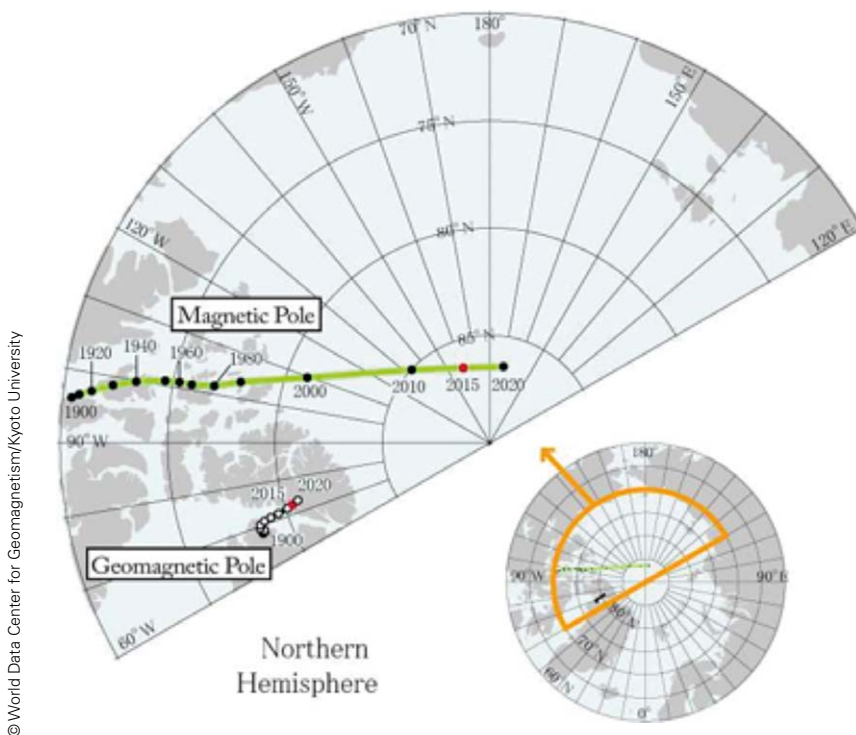 70° N
180°
150° W
75° N
150° E
120° W
80° N
120° E
Magnetic Pole
85° N
1920
1940
1960
1980
2000
2010
2015
2020
1900
90° W
2015
2020
1900
Geomagnetic Pole
60° W
Northern
Hemisphere
180°
90° W
90° E
80° N
70° N
60° N
0°
© World Data Center for Geomagnetism/Kyoto University